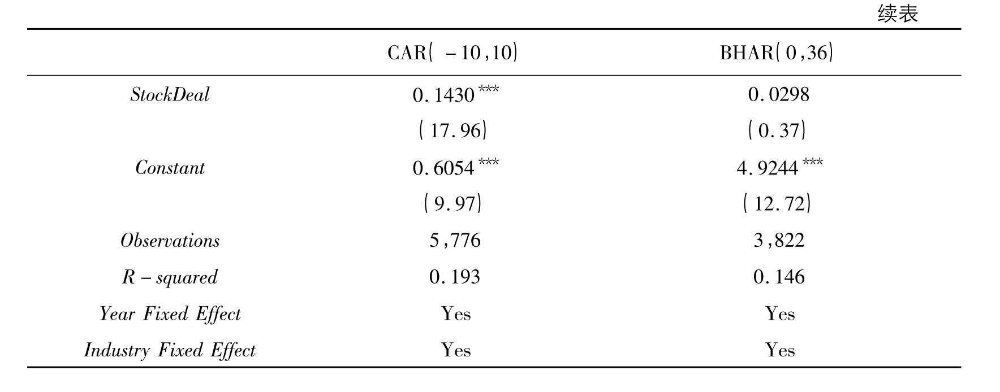 续表
CAR( -10,10) BHAR(0,36)
StockDeal 0.1430*** 0.0298
(17.96) (0.37)
Constant 0.6054*** 4.9244***
(9.97) (12.72)
Observations 5,776 3,822
R-squared 0.193 0.146
Year Fixed Effect Yes Yes
Industry Fixed Effect Yes Yes